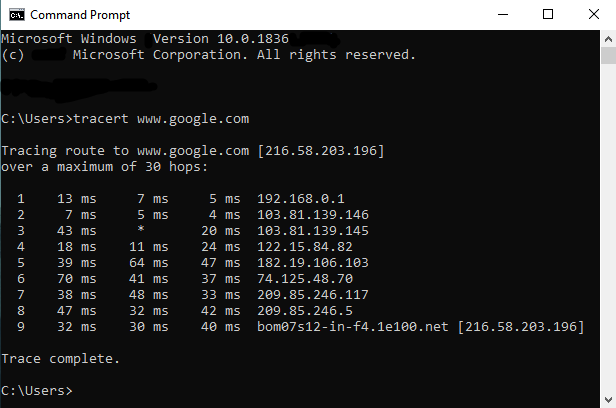 Command Prompt
Microsoft Windows Version 10.0.1836
(c) Microsoft Corporation. All rights reserved.
C:\Users>tracert www.google.com
Tracing route to www.google.com [216.58.203.196]
over a maximum of 30 hops:
1 13 ms 7 ms 5 ms 192.168.0.1
2 7 ms 5 ms 4 ms 103.81.139.146
3 43 ms * 20 ms 103.81.139.145
4 18 ms 11 ms 24 ms 122.15.84.82
5 39 ms 64 ms 47 ms 182.19.106.103
6 70 ms 41 ms 37 ms 74.125.48.70
7 38 ms 48 ms 33 ms 209.85.246.117
8 47 ms 32 ms 42 ms 209.85.246.5
9 32 ms 30 ms 40 ms bom07s12-in-f4.1e100.net [216.58.203.196]
Trace complete.
C:\Users>